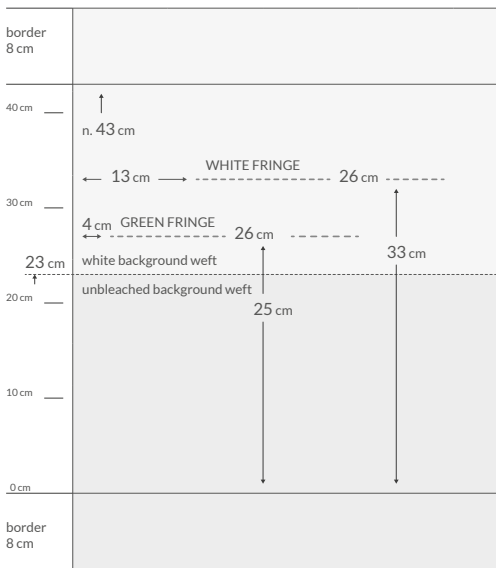 border
8 cm
40 cm
n. 43 cm
WHITE FRINGE
13 cm
26 cm
30 cm
4 cm
GREEN FRINGE
26 cm
33 cm
23 cm
white background weft
unbleached background weft
20 cm
25 cm
10 cm
0 cm
border
8 cm